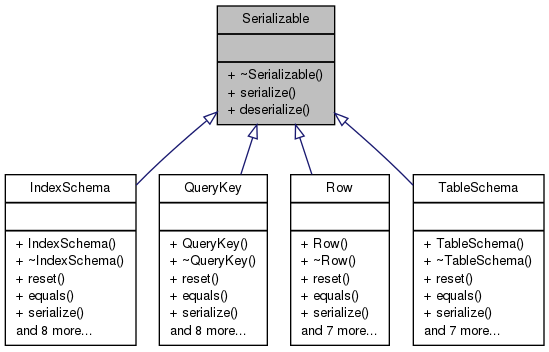 Serializable
+ ~Serializable()
+ serialize()
+ deserialize()
IndexSchema
+ IndexSchema()
+ ~IndexSchema()
+ reset()
+ equals()
+ serialize()
and 8 more...
QueryKey
+ QueryKey()
+ ~QueryKey()
+ reset()
+ equals()
+ serialize()
and 8 more...
Row
+ Row()
+ ~Row()
+ reset()
+ equals()
+ serialize()
and 7 more...
TableSchema
+ TableSchema()
+ ~TableSchema()
+ reset()
+ equals()
+ serialize()
and 7 more...